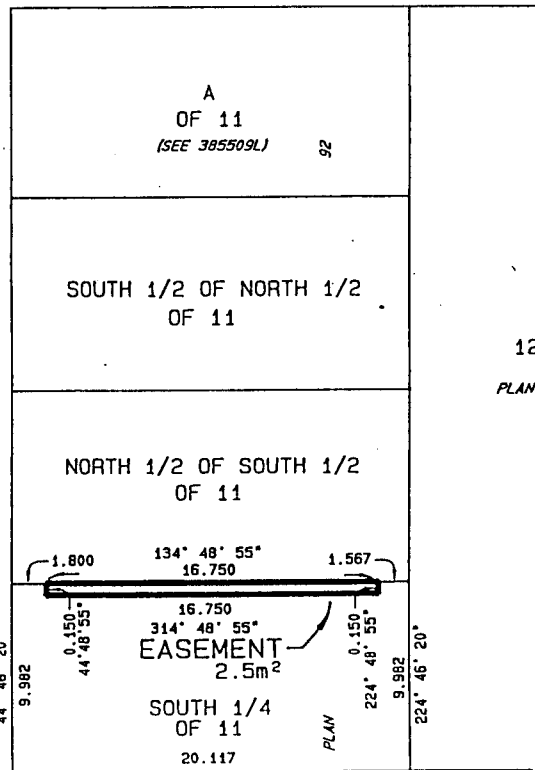 A
OF 11
(SEE 385509L)
92
SOUTH 1/2 OF NORTH 1/2
OF 11
12
PLAN
NORTH 1/2 OF SOUTH 1/2
OF 11
1.800
134° 48' 55"
16.750
1.567
16.750
314° 48' 55"
0.150
44°48'55"
0.150
224° 48' 55"
EASEMENT
2.5m²
9.982
9.982
224° 46' 20"
SOUTH 1/4
OF 11
PLAN
20.117